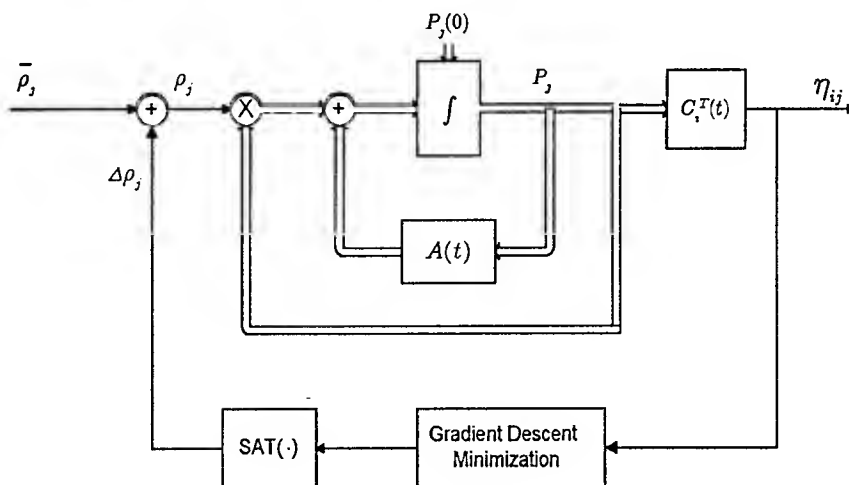 P_j(0)
ρ̄_j
ρ_j
P_j
η_ij
+
X
+
∫
C_i^T(t)
Δρ_j
A(t)
SAT(·)
Gradient Descent
Minimization